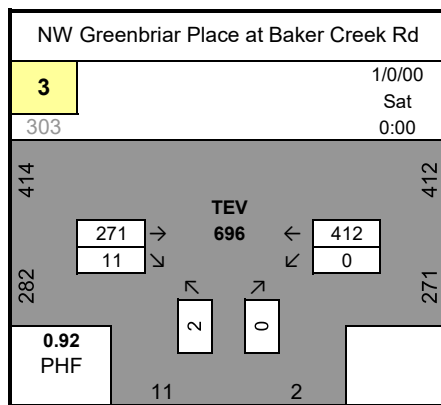 NW Greenbriar Place at Baker Creek Rd
3
1/0/00
Sat
303
0:00
414
412
TEV
271 → 696 ← 412
11 ↘ ↙ 0
282
271
↖ ↗
2 0
0.92
PHF
11 2